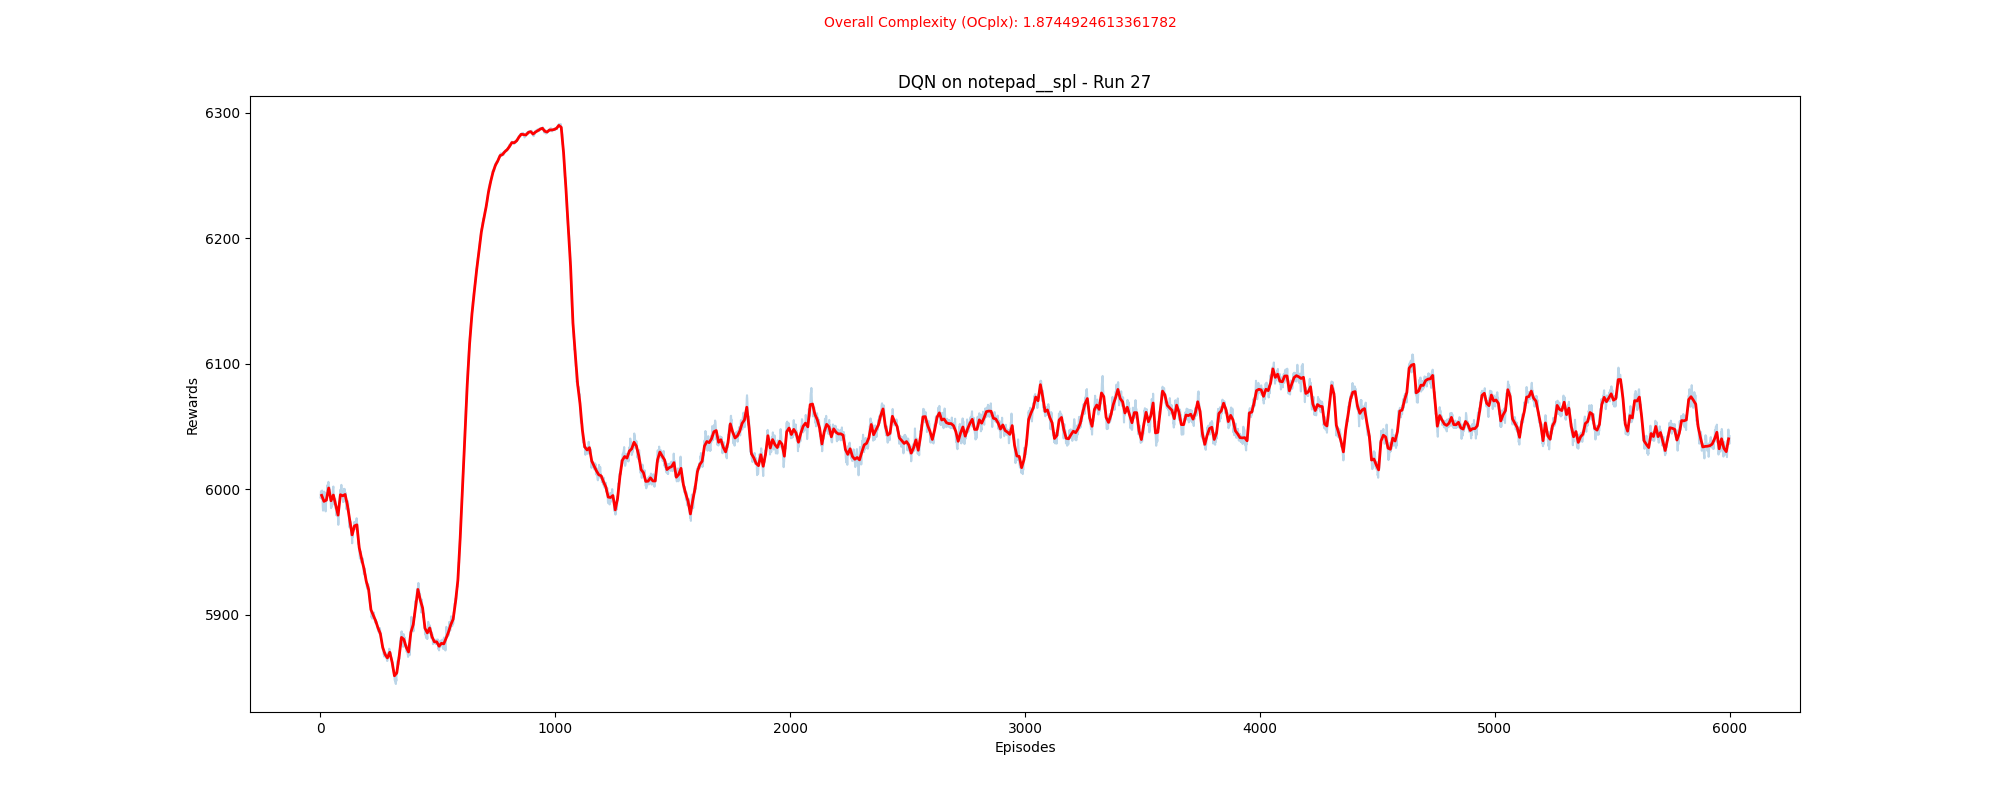 Overall Complexity (OCplx): 1.8744924613361782
DQN on notepad__spl - Run 27
6300
6200
6100
6000
5900
Rewards
0 1000 2000 3000 4000 5000 6000
Episodes